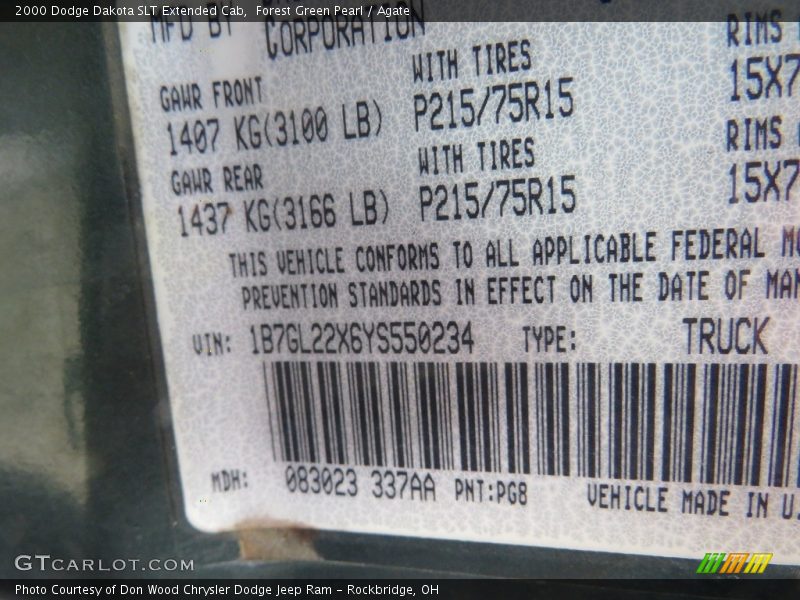 2000 Dodge Dakota SLT Extended Cab,  Forest Green Pearl / Agate
MFD BY CORPORATION
GAWR FRONT WITH TIRES RIMS
1407 KG(3100 LB) P215/75R15 15X7
GAWR REAR WITH TIRES RIMS
1437 KG(3166 LB) P215/75R15 15X7
THIS VEHICLE CONFORMS TO ALL APPLICABLE FEDERAL
PREVENTION STANDARDS IN EFFECT ON THE DATE OF MAN
VIN: 1B7GL22X6YS550234 TYPE: TRUCK
MDH: 083023 337AA PNT:PG8 VEHICLE MADE IN U.
GTCARLOT.COM
Photo Courtesy of Don Wood Chrysler Dodge Jeep Ram – Rockbridge, OH